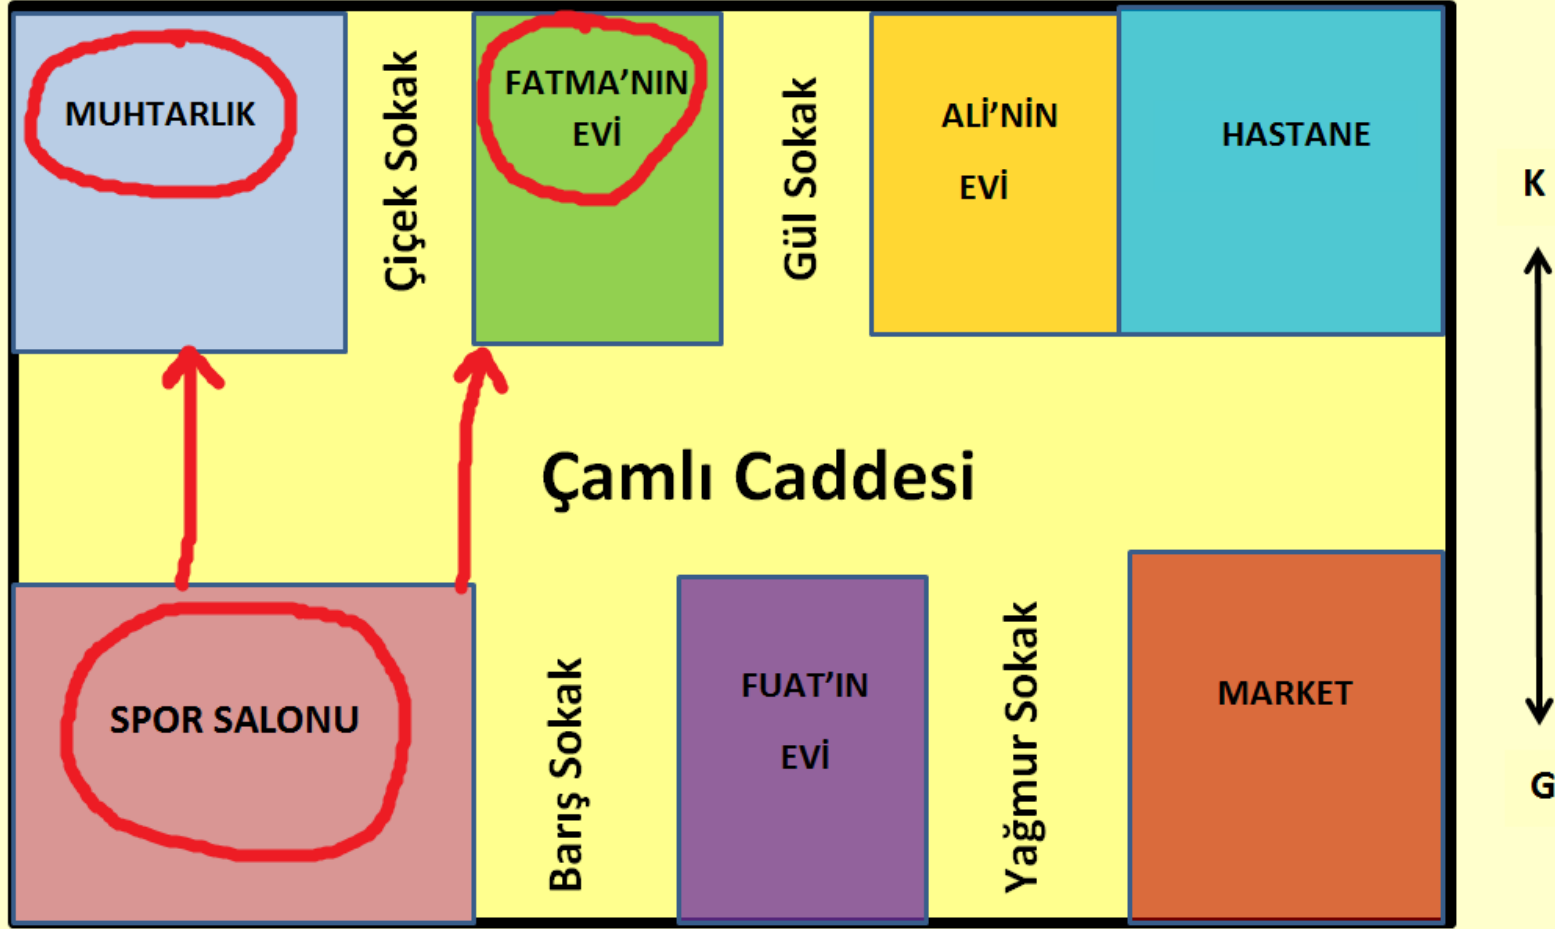 MUHTARLIK
Çiçek Sokak
FATMA'NIN
EVİ
Gül Sokak
ALİ'NİN
EVİ
HASTANE
K
Çamlı Caddesi
SPOR SALONU
Barış Sokak
FUAT'IN
EVİ
Yağmur Sokak
MARKET
G